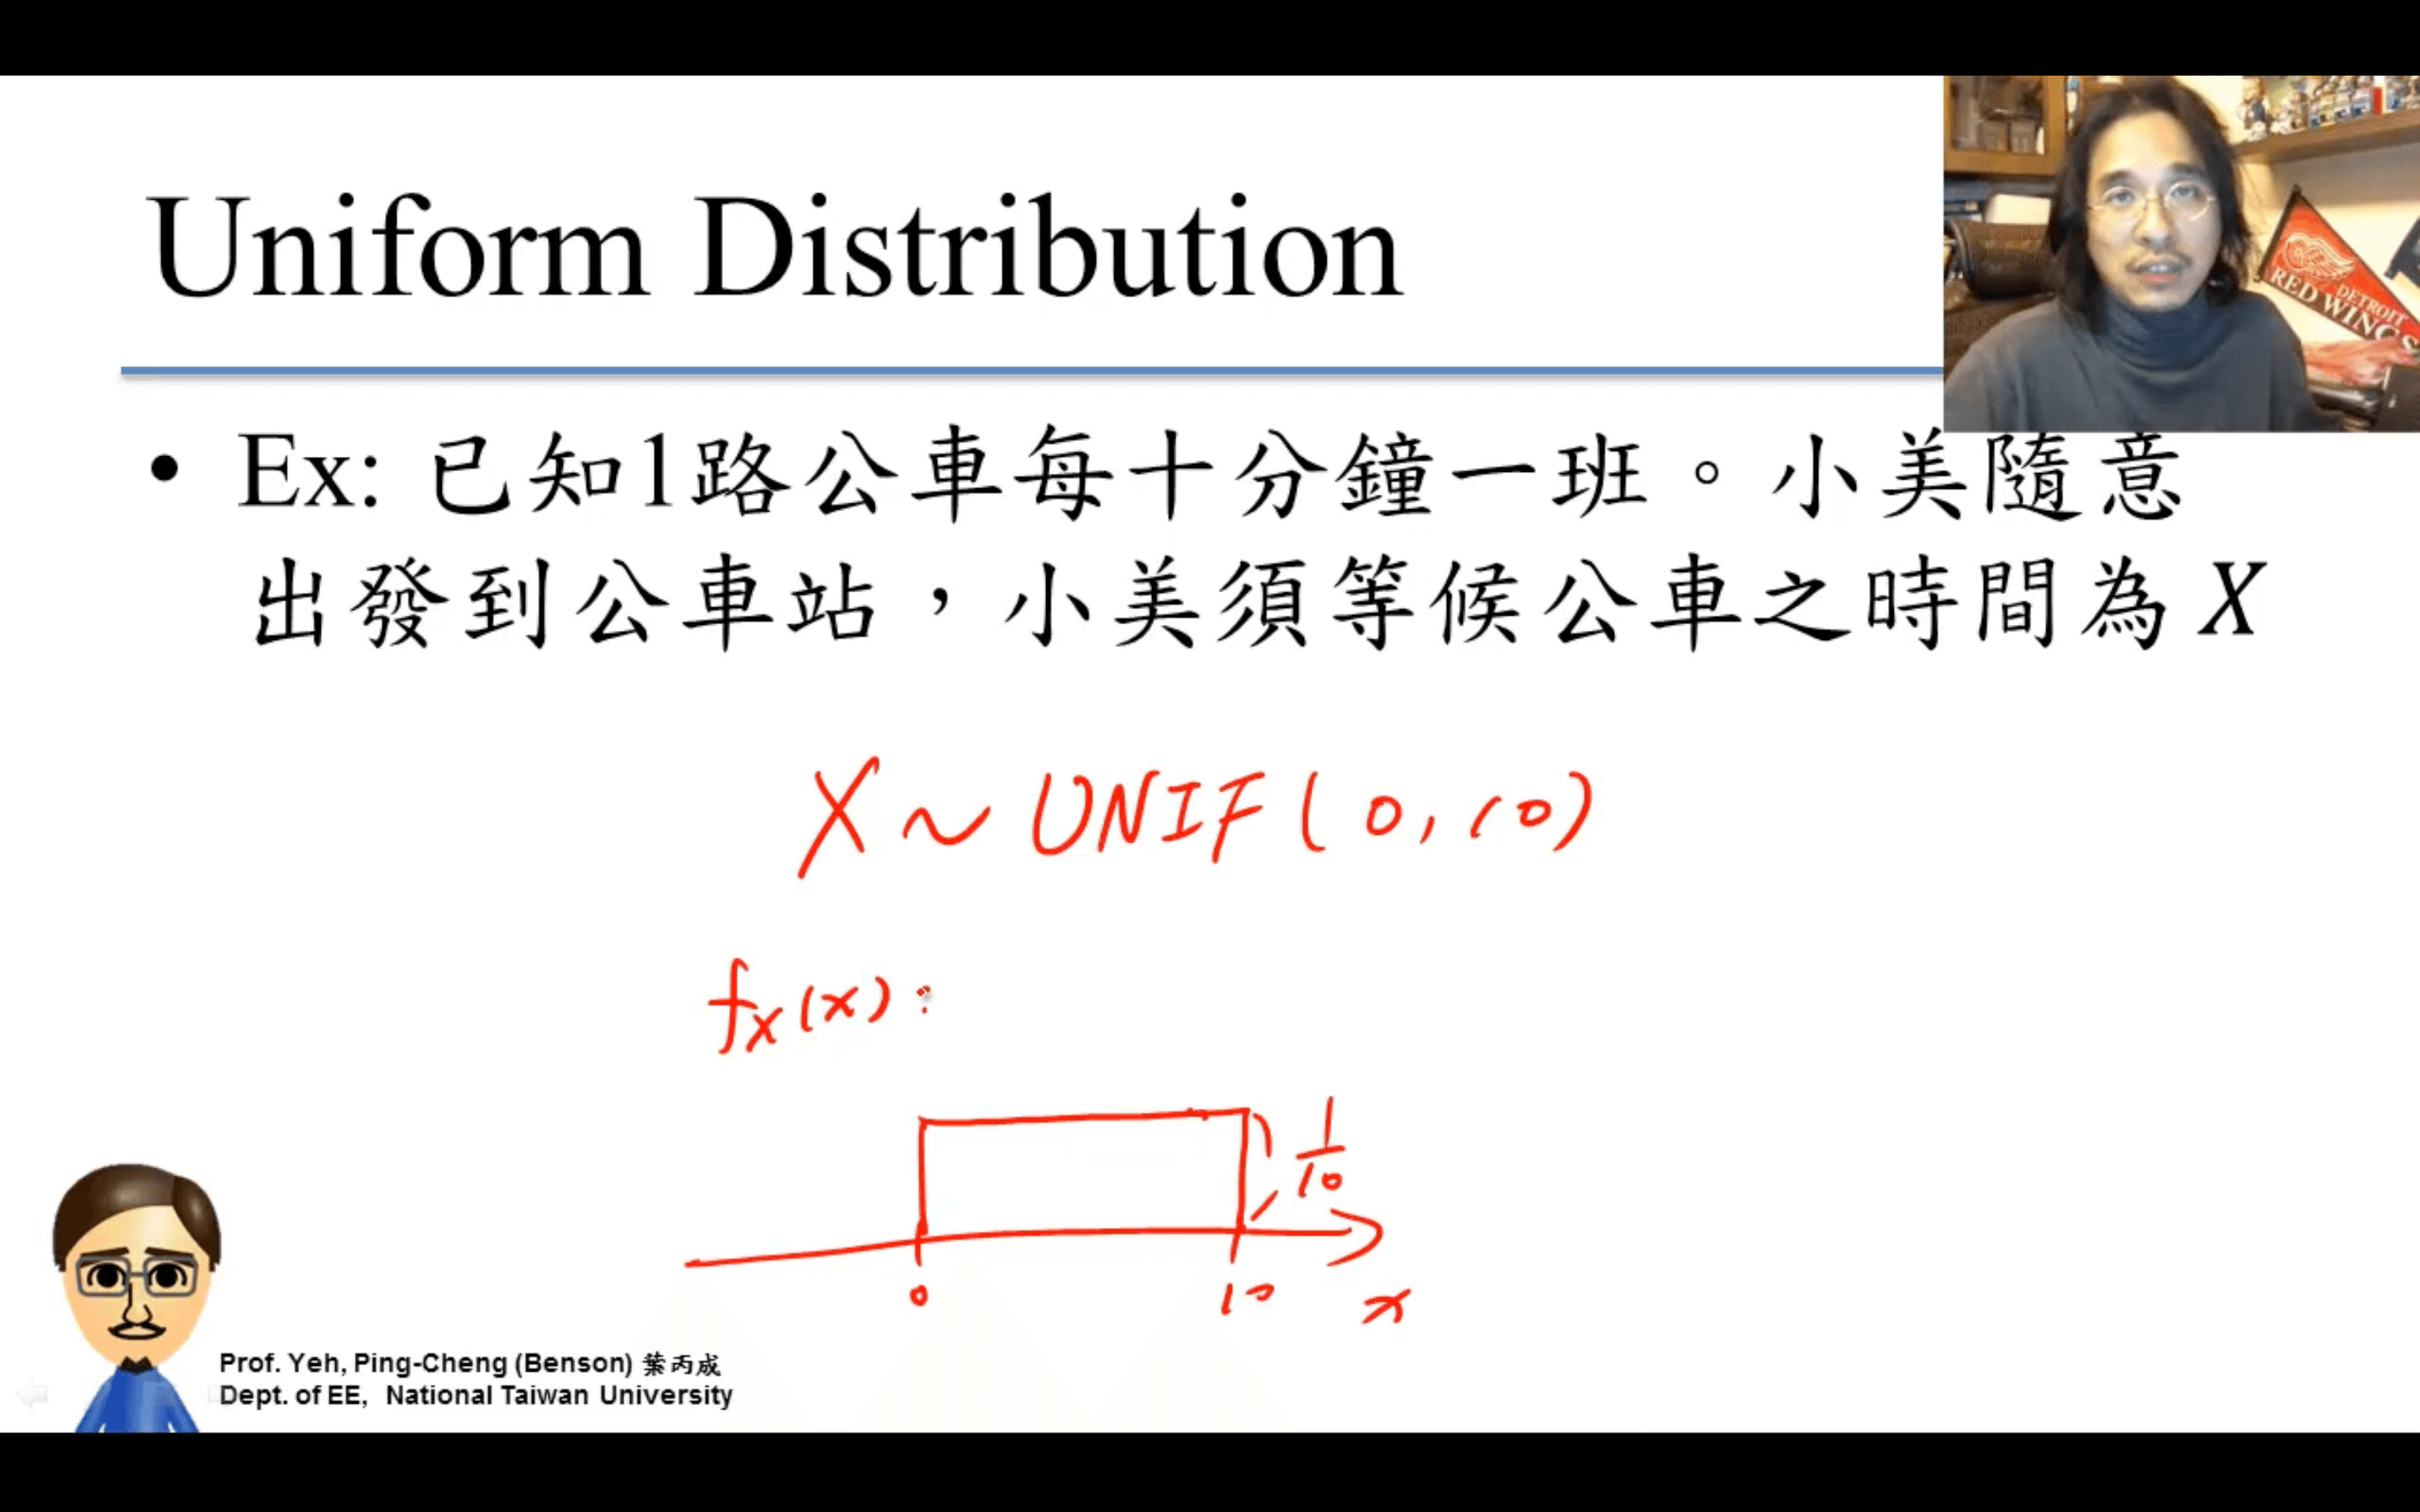 Uniform Distribution
DETROIT
RED WINGS
• Ex: 已知1路公車每十分鐘一班。小美隨意
出發到公車站，小美須等候公車之時間為 X
X ~ UNIF(0, 10)
fX(x) :
1/10
0 10 x
Prof. Yeh, Ping-Cheng (Benson) 葉丙成
Dept. of EE, National Taiwan University